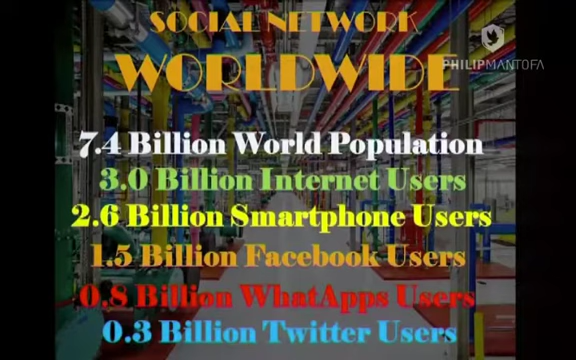 SOCIAL NETWORK
WORLDWIDE
PHILIPMANTOFA
7.4 Billion World Population
3.0 Billion Internet Users
2.6 Billion Smartphone Users
1.5 Billion Facebook Users
0.8 Billion WhatApps Users
0.3 Billion Twitter Users